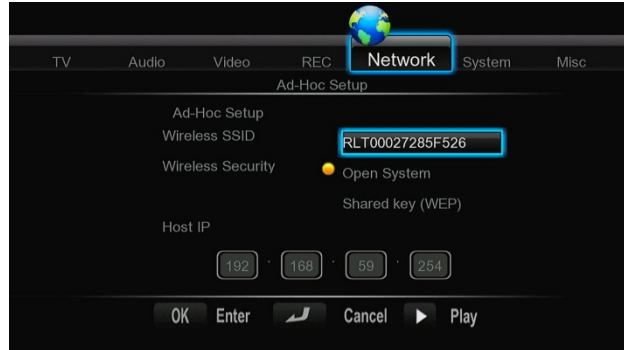 TV Audio Video REC Network System Misc
Ad-Hoc Setup
Ad-Hoc Setup
Wireless SSID RLT00027285F526
Wireless Security Open System
Shared key (WEP)
Host IP
192 . 168 . 59 . 254
OK Enter Cancel Play